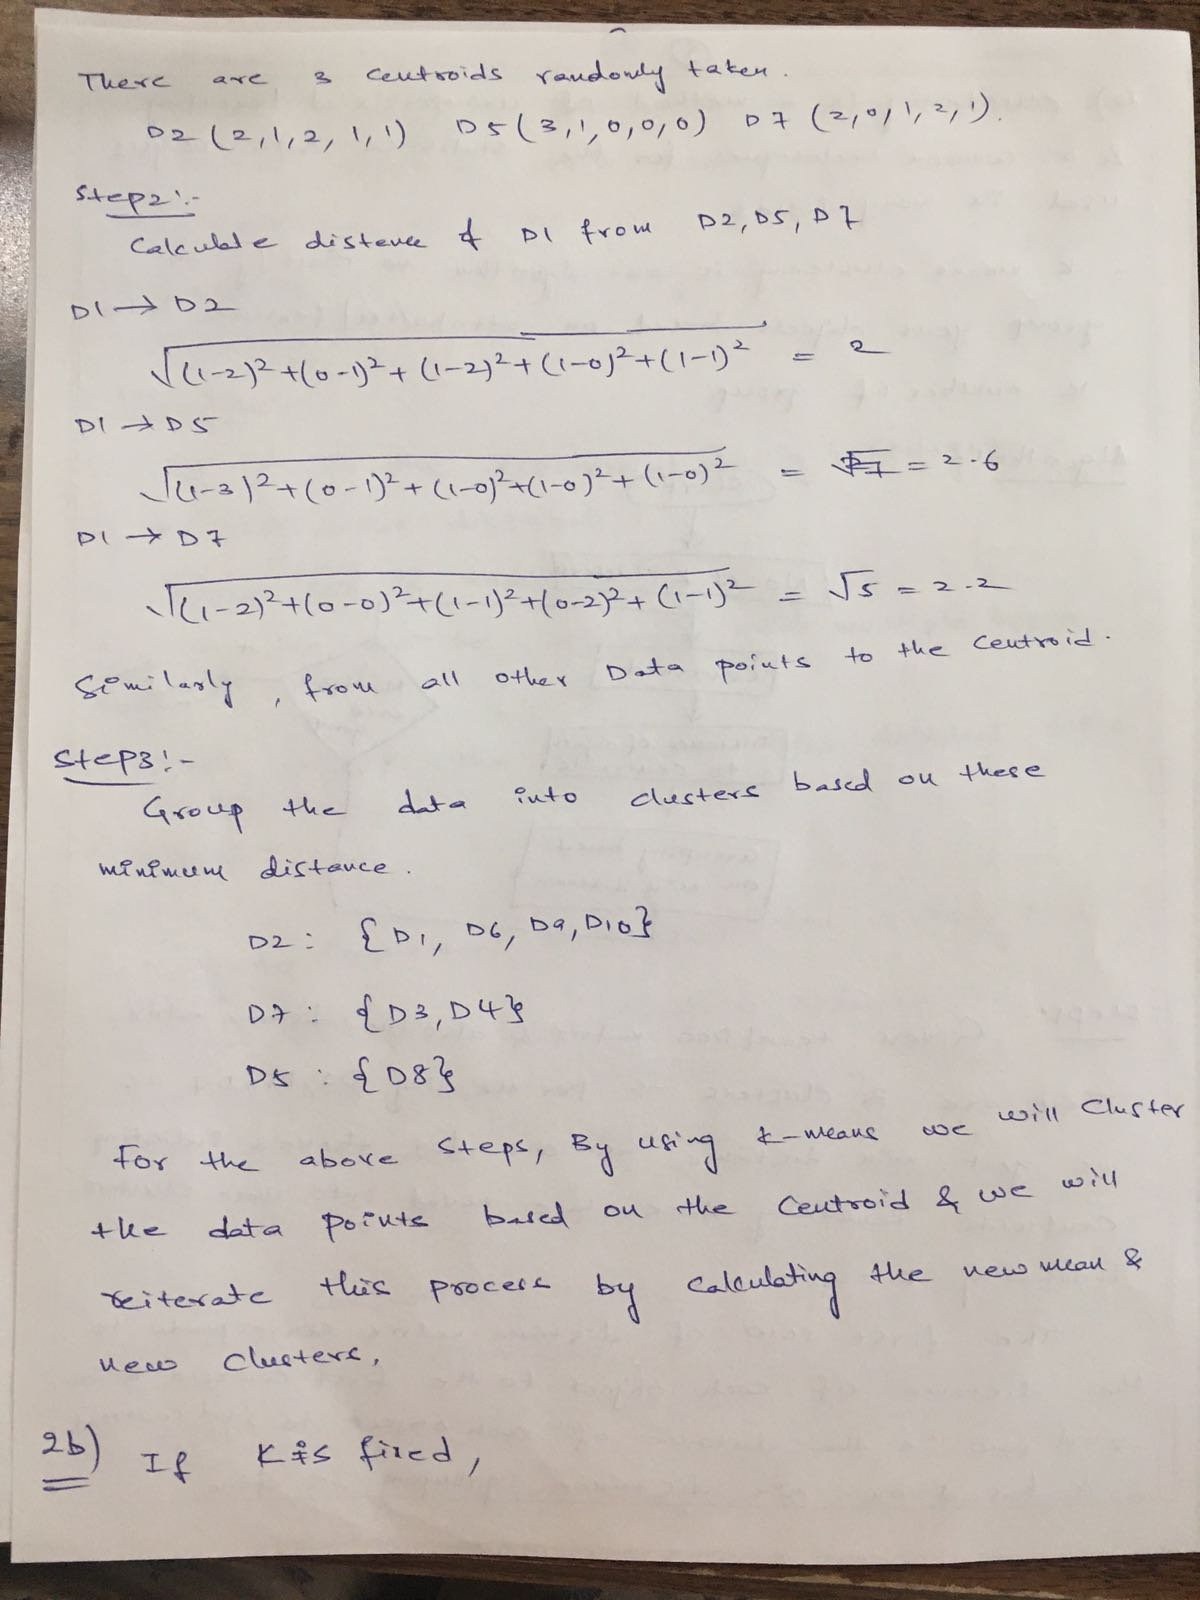 There are 3 centroids randomly taken.
D2 (2,1,2,1,1) D5 (3,1,0,0,0) D7 (2,0,1,2,1).
Step2:-
Calculate distence of D1 from D2, D5, D7
D1 → D2
√(1-2)²+(0-1)²+(1-2)²+(1-0)²+(1-1)² = 2
D1 → D5
√(1-3)²+(0-1)²+(1-0)²+(1-0)²+(1-0)² = √7 = 2.6
D1 → D7
√(1-2)²+(0-0)²+(1-1)²+(0-2)²+(1-1)² = √5 = 2.2
Similarly, from all other Data points to the Centroid.
Step3:-
Group the data into clusters based on these
minimum distance.
D2: {D1, D6, D9, D10}
D7: {D3, D4}
D5: {D8}
For the above steps, By using k-means we will Cluster
the data points based on the Centroid & we will
reiterate this process by calculating the new mean &
new clusters,
2b) If K is fixed,